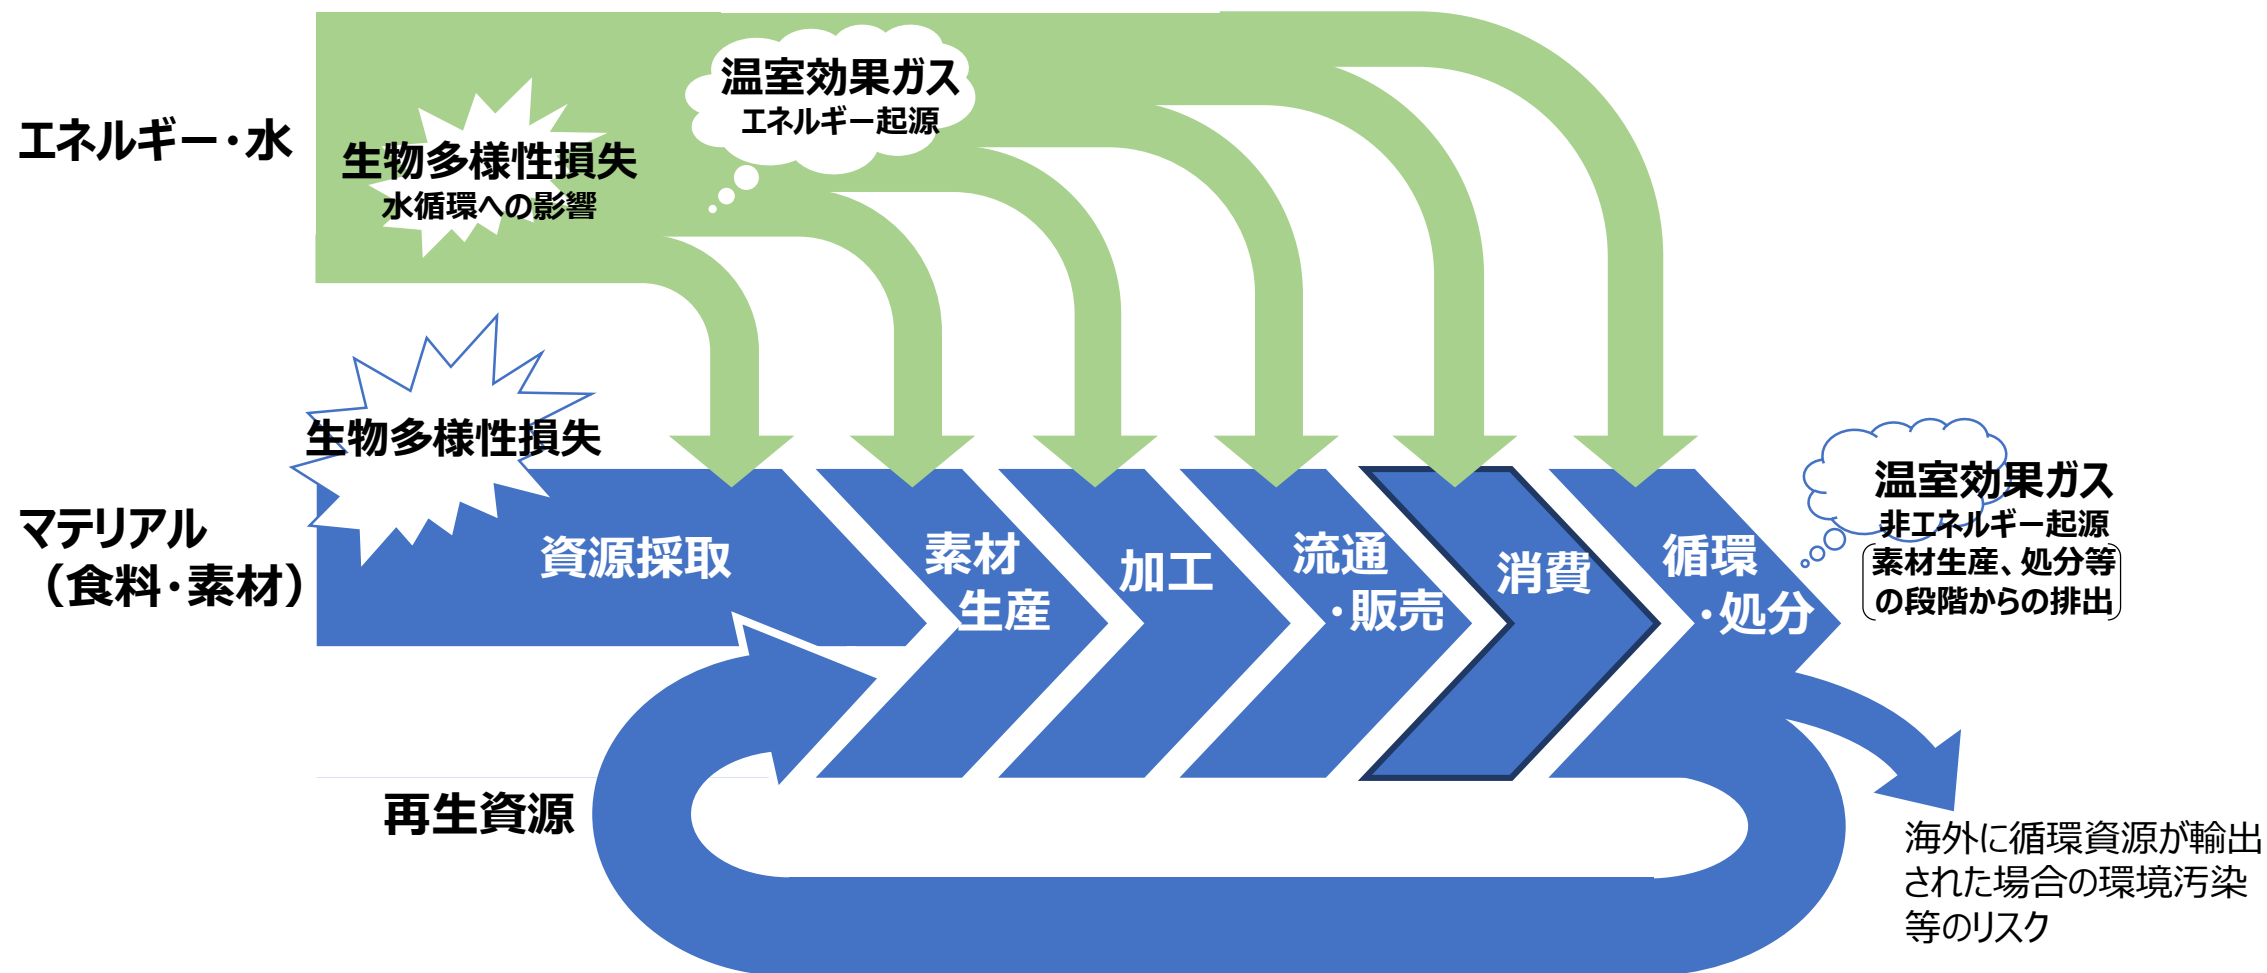 温室効果ガス
エネルギー起源
エネルギー・水
生物多様性損失
水循環への影響
生物多様性損失
マテリアル
（食料・素材）
資源採取
素材
生産
加工
流通
・販売
消費
循環
・処分
温室効果ガス
非エネルギー起源
素材生産、処分等
の段階からの排出
再生資源
海外に循環資源が輸出
された場合の環境汚染
等のリスク